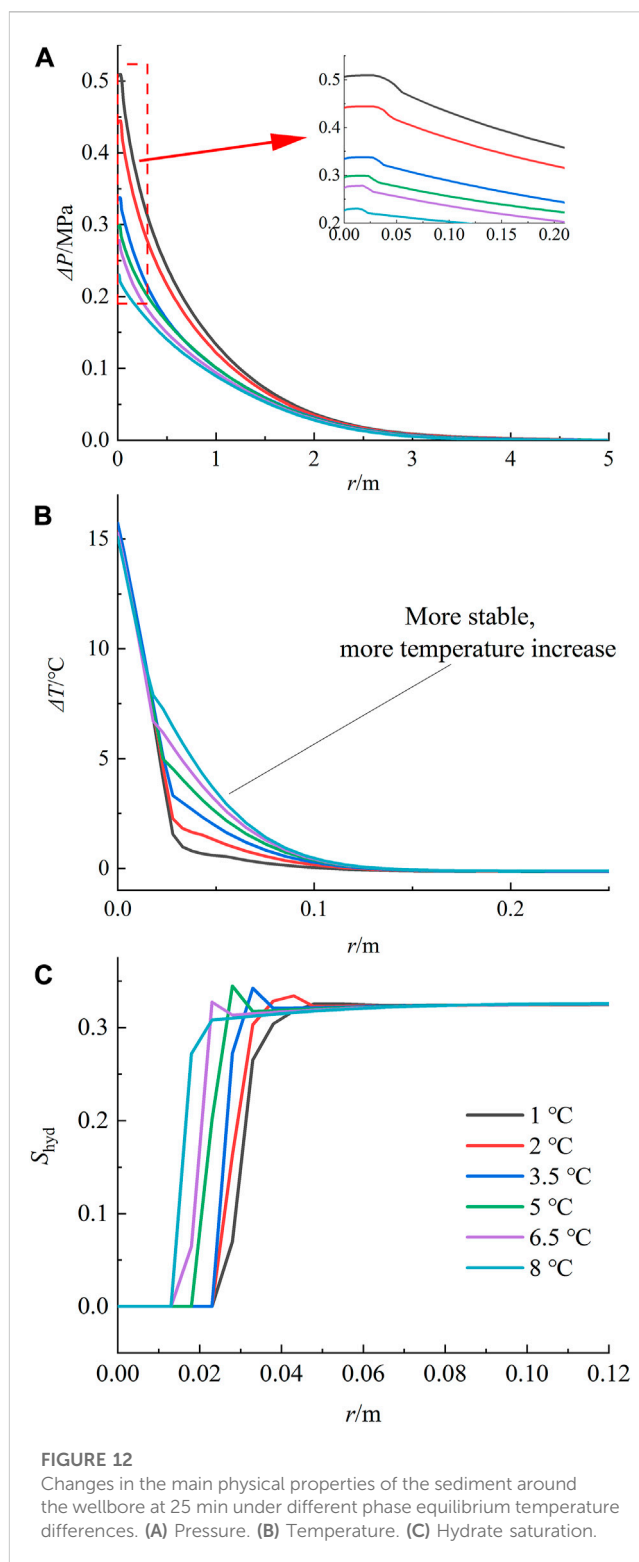 A
0.5
0.4
0.3
0.2
0.1
0.0
ΔP/MPa
0 1 2 3 4 5
r/m
0.5
0.4
0.3
0.2
0.00 0.05 0.10 0.15 0.20
B
15
10
5
0
ΔT/°C
More stable,
more temperature increase
0.0 0.1 0.2
r/m
C
0.3
0.2
0.1
0.0
Shyd
1 °C
2 °C
3.5 °C
5 °C
6.5 °C
8 °C
0.00 0.02 0.04 0.06 0.08 0.10 0.12
r/m
FIGURE 12
Changes in the main physical properties of the sediment around
the wellbore at 25 min under different phase equilibrium temperature
differences. (A) Pressure. (B) Temperature. (C) Hydrate saturation.